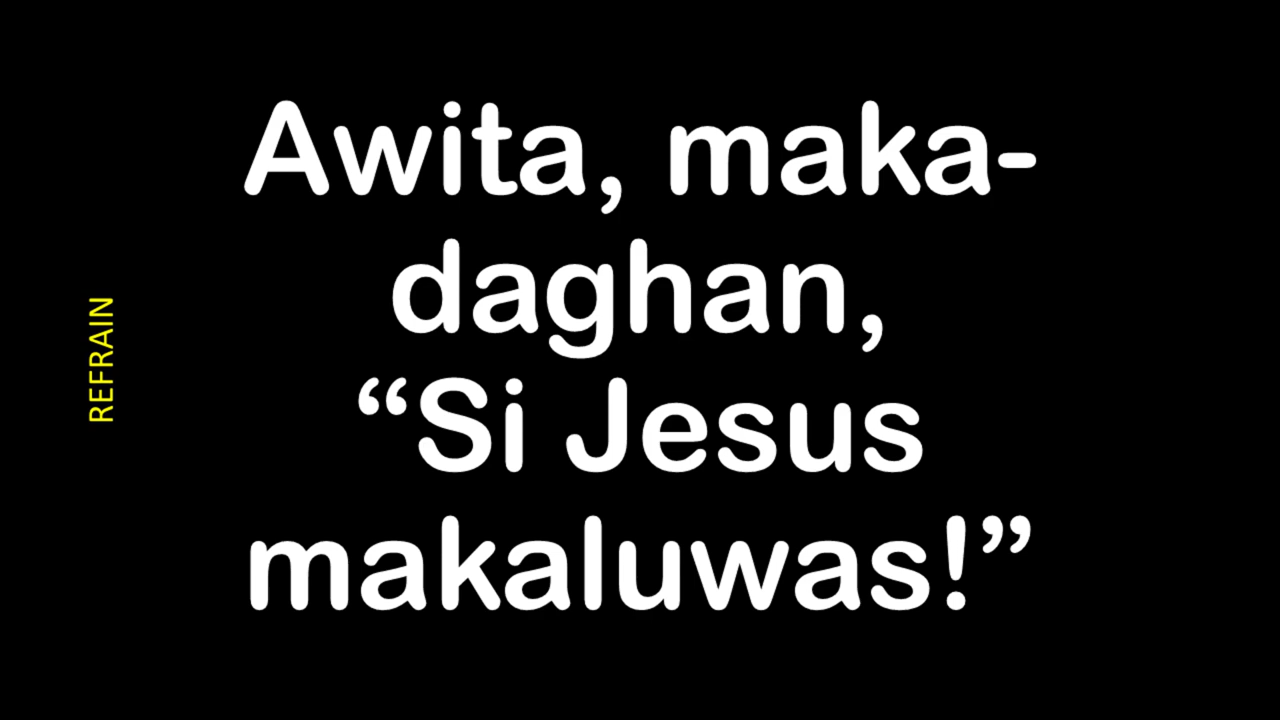 REFRAIN
Awita, maka-
daghan,
“Si Jesus
makaluwas!”